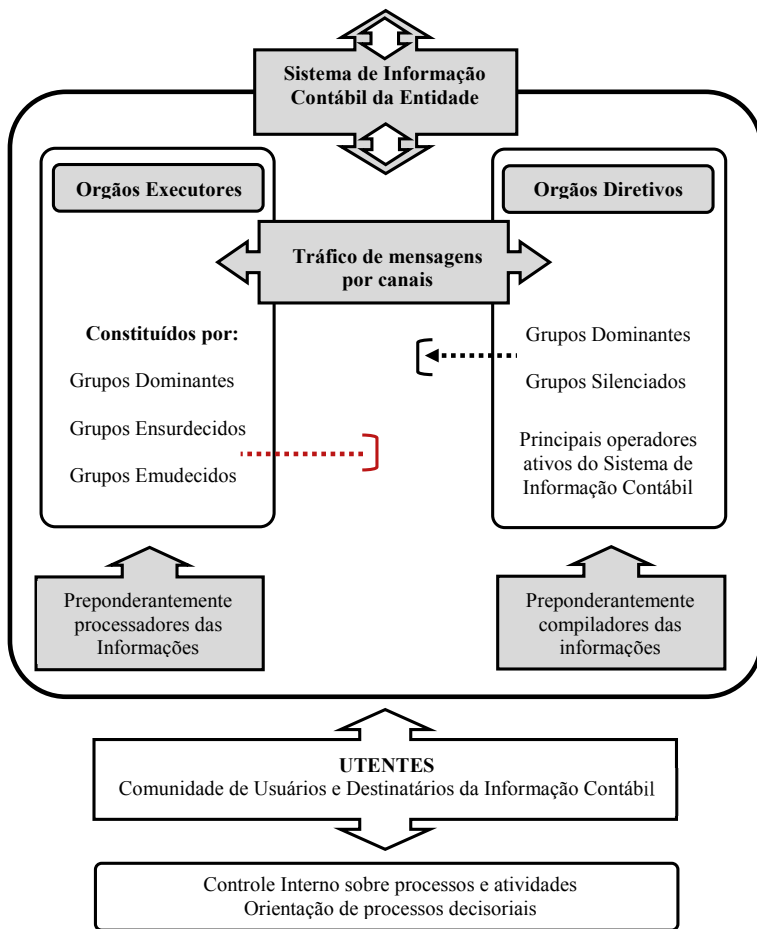 Sistema de Informação
Contábil da Entidade
Orgãos Executores
Orgãos Diretivos
Tráfico de mensagens
por canais
Constituídos por:
Grupos Dominantes
Grupos Ensurdecidos
Grupos Emudecidos
Grupos Dominantes
Grupos Silenciados
Principais operadores
ativos do Sistema de
Informação Contábil
Preponderantemente
processadores das
Informações
Preponderantemente
compiladores das
informações
UTENTES
Comunidade de Usuários e Destinatários da Informação Contábil
Controle Interno sobre processos e atividades
Orientação de processos decisoriais